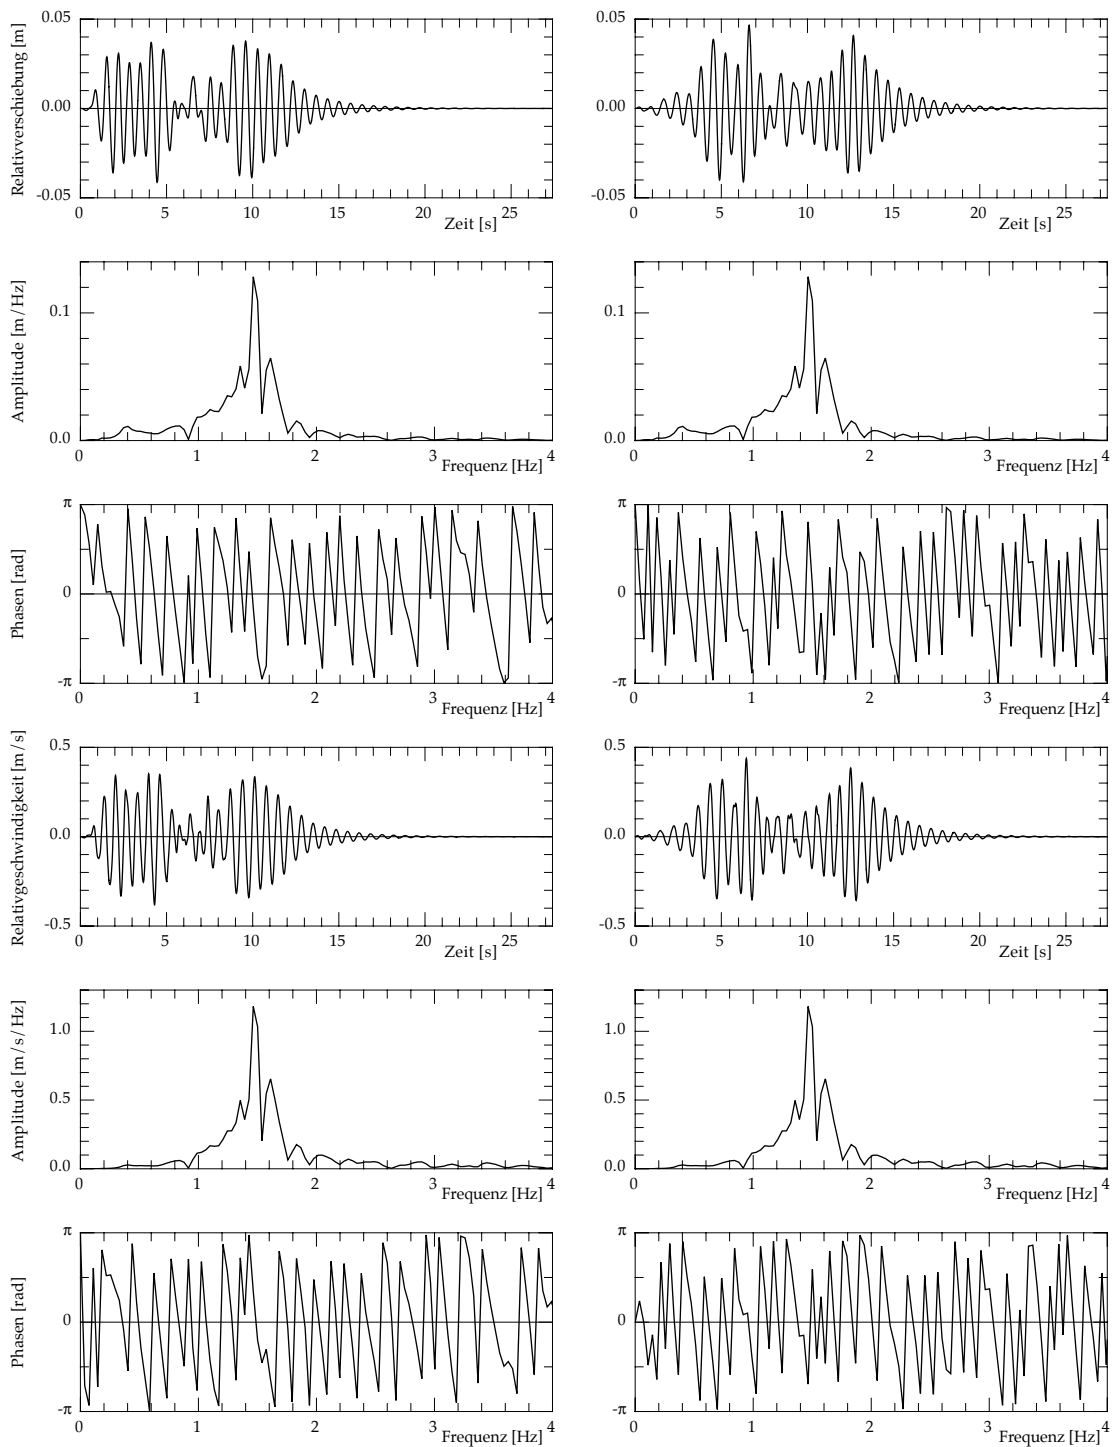 Relativverschiebung [m]
0.05
0.00
-0.05
0 5 10 15 20 25
Zeit [s]
0.05
0.00
-0.05
0 5 10 15 20 25
Zeit [s]
Amplitude [m/Hz]
0.1
0.0
0 1 2 3 4
Frequenz [Hz]
0.1
0.0
0 1 2 3 4
Frequenz [Hz]
Phasen [rad]
π
0
-π
0 1 2 3 4
Frequenz [Hz]
π
0
-π
0 1 2 3 4
Frequenz [Hz]
Relativgeschwindigkeit [m/s]
0.5
0.0
-0.5
0 5 10 15 20 25
Zeit [s]
0.5
0.0
-0.5
0 5 10 15 20 25
Zeit [s]
Amplitude [m/s/Hz]
1.0
0.5
0.0
0 1 2 3 4
Frequenz [Hz]
1.0
0.5
0.0
0 1 2 3 4
Frequenz [Hz]
Phasen [rad]
π
0
-π
0 1 2 3 4
Frequenz [Hz]
π
0
-π
0 1 2 3 4
Frequenz [Hz]